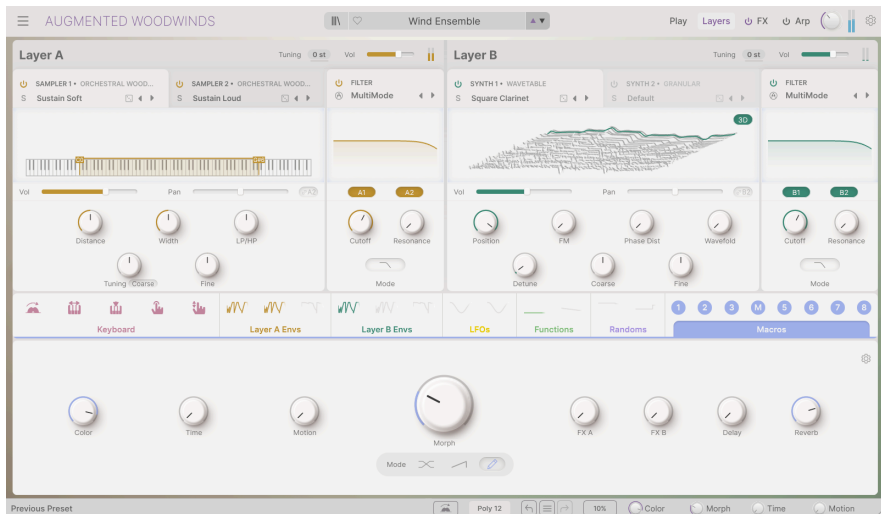 AUGMENTED WOODWINDS
Wind Ensemble
Play Layers FX Arp
Layer A Tuning 0 st Vol
Layer B Tuning 0 st Vol
SAMPLER 1 • ORCHESTRAL WOOD...
S Sustain Soft
SAMPLER 2 • ORCHESTRAL WOOD...
S Sustain Loud
FILTER
MultiMode
SYNTH 1 • WAVETABLE
S Square Clarinet
SYNTH 2 • GRANULAR
S Default
FILTER
MultiMode
3D
Vol Pan A2 A1 A2
Vol Pan B2 B1 B2
Distance Width LP/HP
Cutoff Resonance
Position FM Phase Dist Wavefold
Cutoff Resonance
Tuning Coarse Fine
Mode
Detune Coarse Fine
Mode
1 2 3 M 5 6 7 8
Keyboard Layer A Envs Layer B Envs LFOs Functions Randoms Macros
Color Time Motion Morph FX A FX B Delay Reverb
Mode
Previous Preset Poly 12 10% Color Morph Time Motion